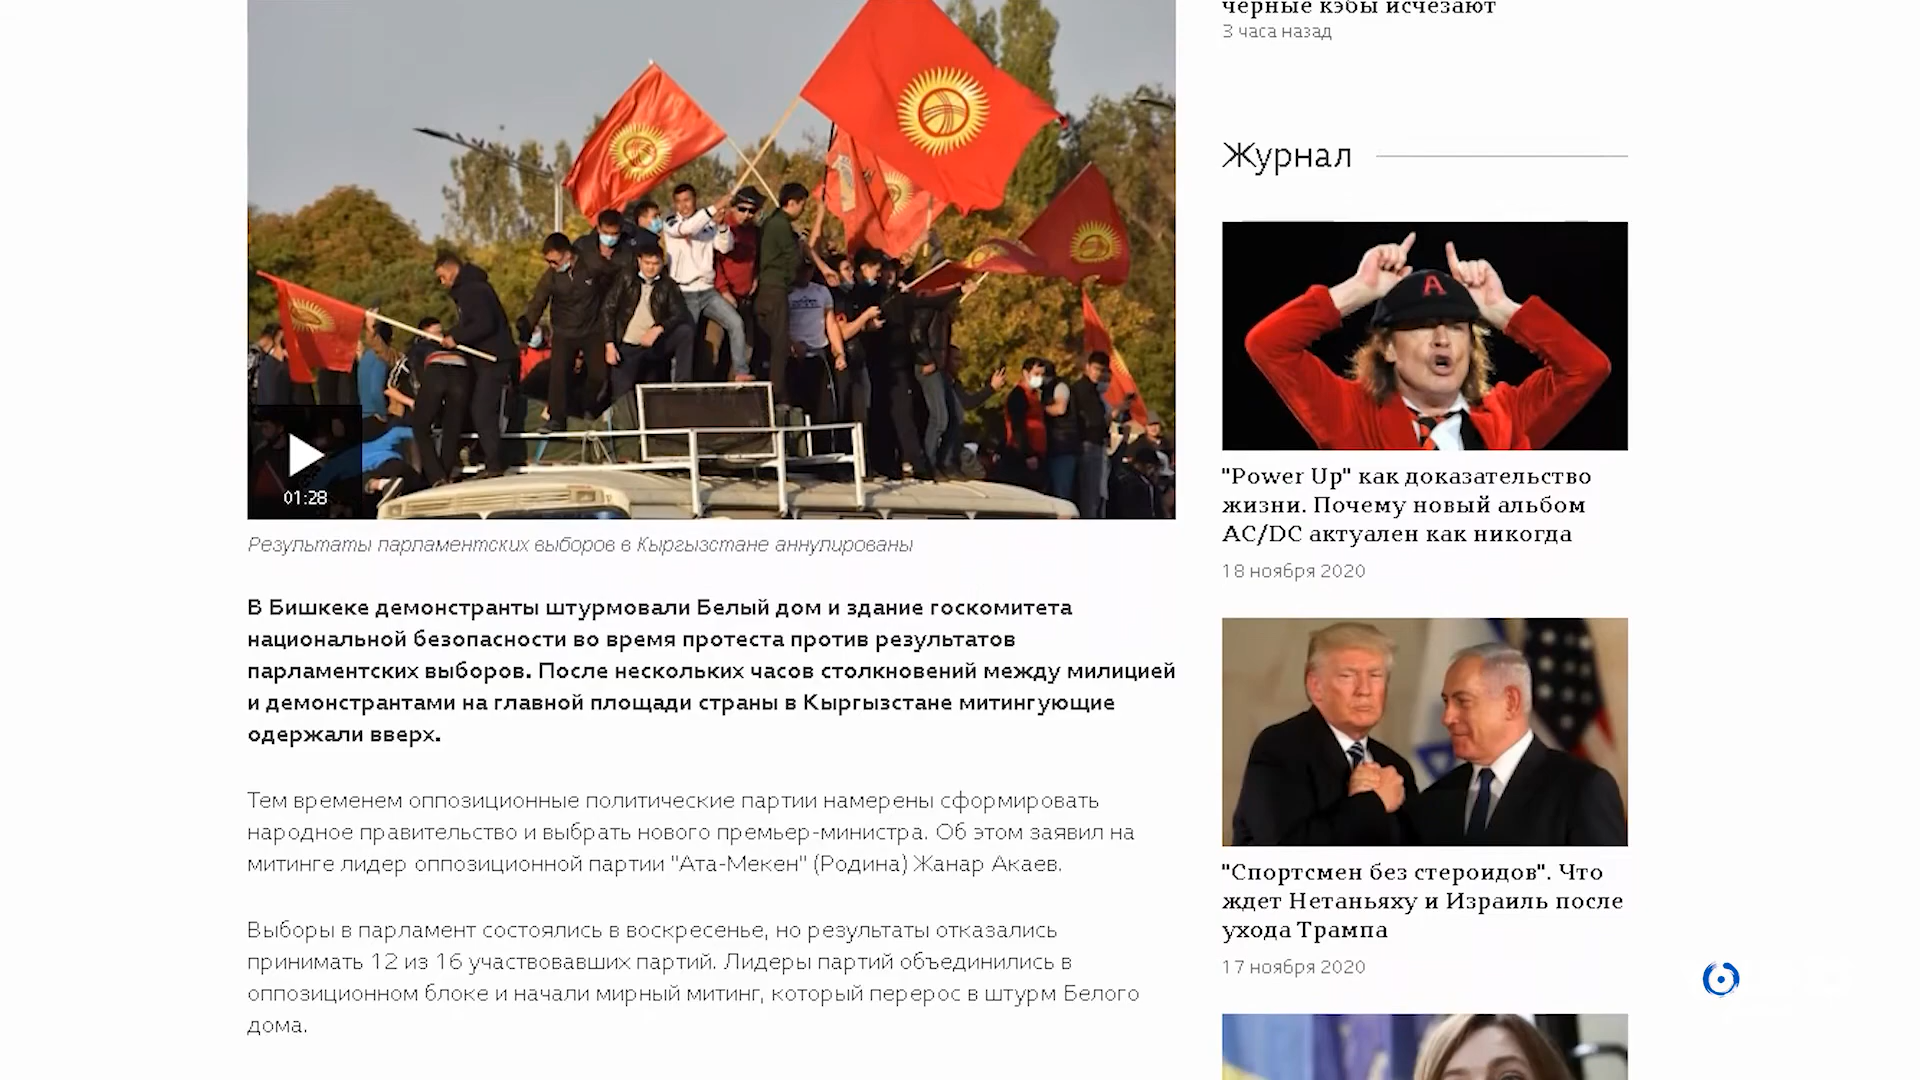 01:28
Результаты парламентских выборов в Кыргызстане аннулированы
В Бишкеке демонстранты штурмовали Белый дом и здание госкомитета
национальной безопасности во время протеста против результатов
парламентских выборов. После нескольких часов столкновений между милицией
и демонстрантами на главной площади страны в Кыргызстане митингующие
одержали вверх.
Тем временем оппозиционные политические партии намерены сформировать
народное правительство и выбрать нового премьер-министра. Об этом заявил на
митинге лидер оппозиционной партии "Ата-Мекен" (Родина) Жанар Акаев.
Выборы в парламент состоялись в воскресенье, но результаты отказались
принимать 12 из 16 участвовавших партий. Лидеры партий объединились в
оппозиционном блоке и начали мирный митинг, который перерос в штурм Белого
дома.
черные кэбы исчезают
3 часа назад
Журнал
A
"Power Up" как доказательство
жизни. Почему новый альбом
AC/DC актуален как никогда
18 ноября 2020
"Спортсмен без стероидов". Что
ждет Нетаньяху и Израиль после
ухода Трампа
17 ноября 2020